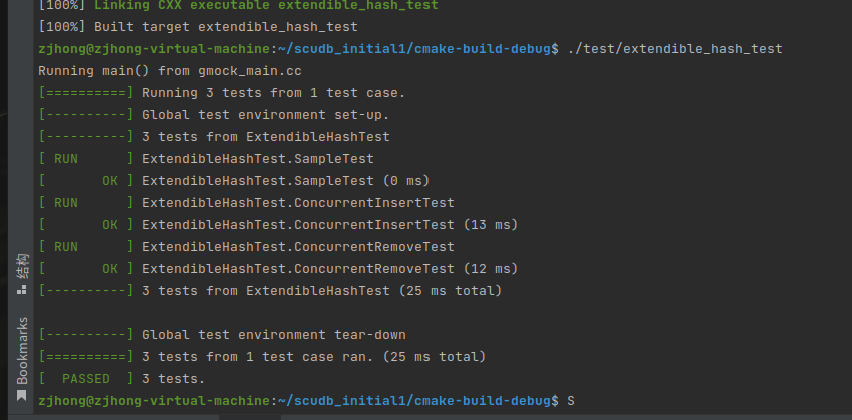 [100%] Linking CXX executable extendible_hash_test
[100%] Built target extendible_hash_test
zjhong@zjhong-virtual-machine:~/scudb_initial1/cmake-build-debug$ ./test/extendible_hash_test
Running main() from gmock_main.cc
[==========] Running 3 tests from 1 test case.
[----------] Global test environment set-up.
[----------] 3 tests from ExtendibleHashTest
[ RUN      ] ExtendibleHashTest.SampleTest
[       OK ] ExtendibleHashTest.SampleTest (0 ms)
[ RUN      ] ExtendibleHashTest.ConcurrentInsertTest
[       OK ] ExtendibleHashTest.ConcurrentInsertTest (13 ms)
[ RUN      ] ExtendibleHashTest.ConcurrentRemoveTest
[       OK ] ExtendibleHashTest.ConcurrentRemoveTest (12 ms)
[----------] 3 tests from ExtendibleHashTest (25 ms total)

[----------] Global test environment tear-down
[==========] 3 tests from 1 test case ran. (25 ms total)
[  PASSED  ] 3 tests.
zjhong@zjhong-virtual-machine:~/scudb_initial1/cmake-build-debug$ S
结构
Bookmarks